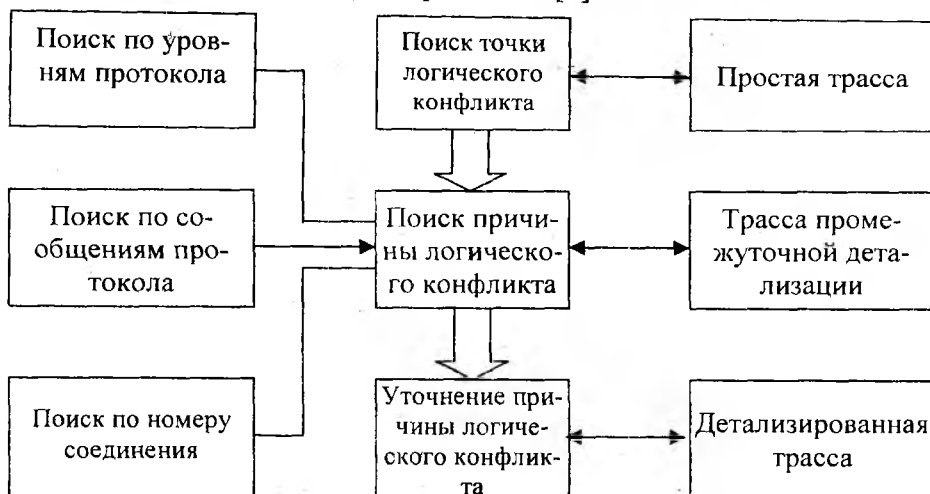 Поиск по уров-
ням протокола
Поиск точки
логического
конфликта
Простая трасса
Поиск по со-
общениям про-
токола
Поиск причи-
ны логическо-
го конфликта
Трасса проме-
жуточной дета-
лизации
Поиск по номеру
соединения
Уточнение при-
чины логиче-
ского конфлик-
та
Детализированная
трасса